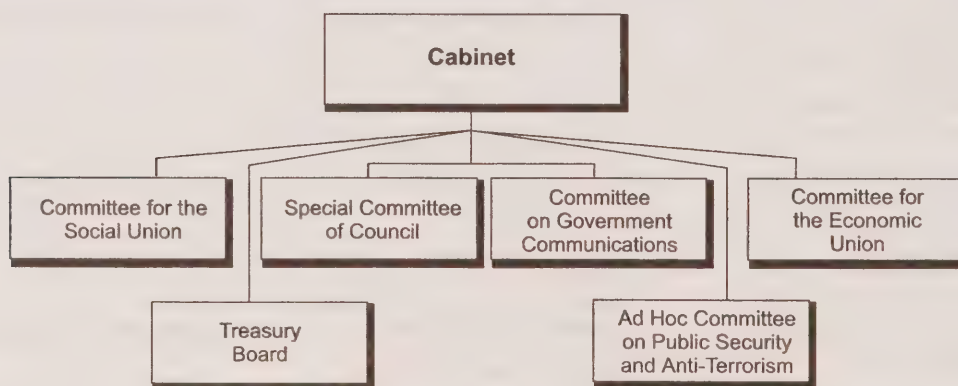 Cabinet
Committee for the
Social Union
Special Committee
of Council
Committee
on Government
Communications
Committee for
the Economic
Union
Treasury
Board
Ad Hoc Committee
on Public Security
and Anti-Terrorism